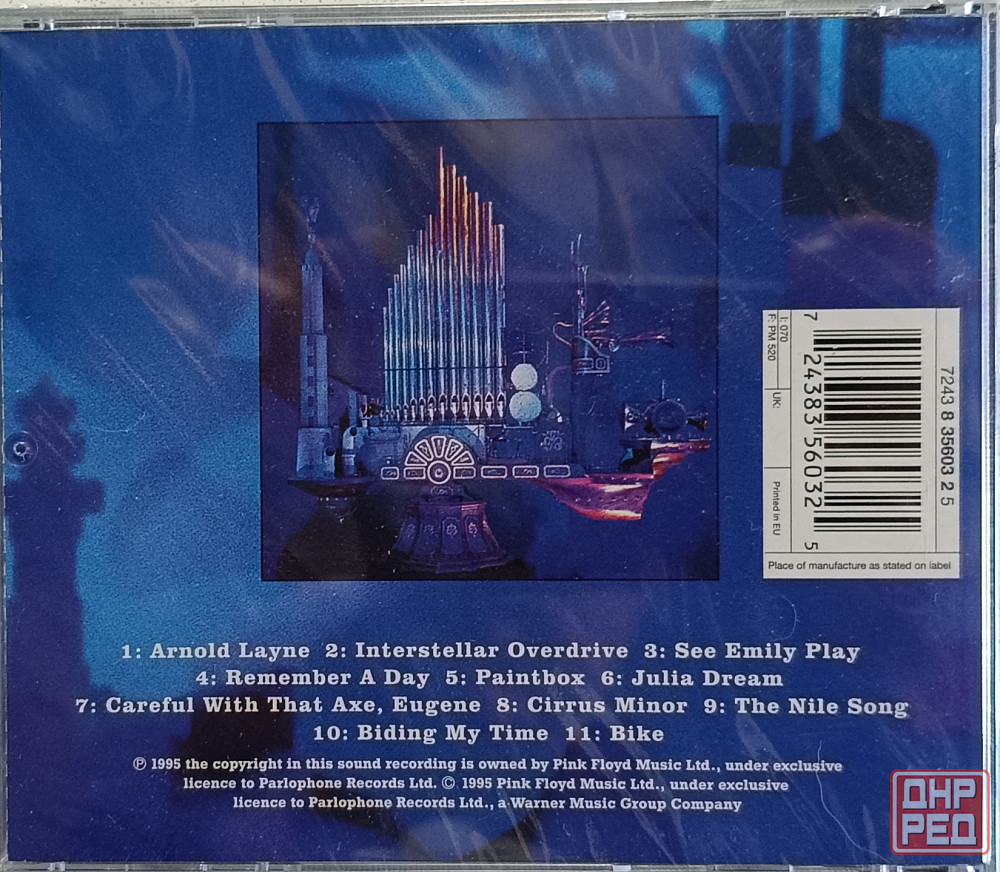 I: 070
F: PM 520
UK:
Printed in EU
7 24383 56032 5
7243 8 35603 2 5
Place of manufacture as stated on label
1: Arnold Layne 2: Interstellar Overdrive 3: See Emily Play
4: Remember A Day 5: Paintbox 6: Julia Dream
7: Careful With That Axe, Eugene 8: Cirrus Minor 9: The Nile Song
10: Biding My Time 11: Bike
℗ 1995 the copyright in this sound recording is owned by Pink Floyd Music Ltd., under exclusive
licence to Parlophone Records Ltd. © 1995 Pink Floyd Music Ltd., under exclusive
licence to Parlophone Records Ltd., a Warner Music Group Company
ДНР
РЕД